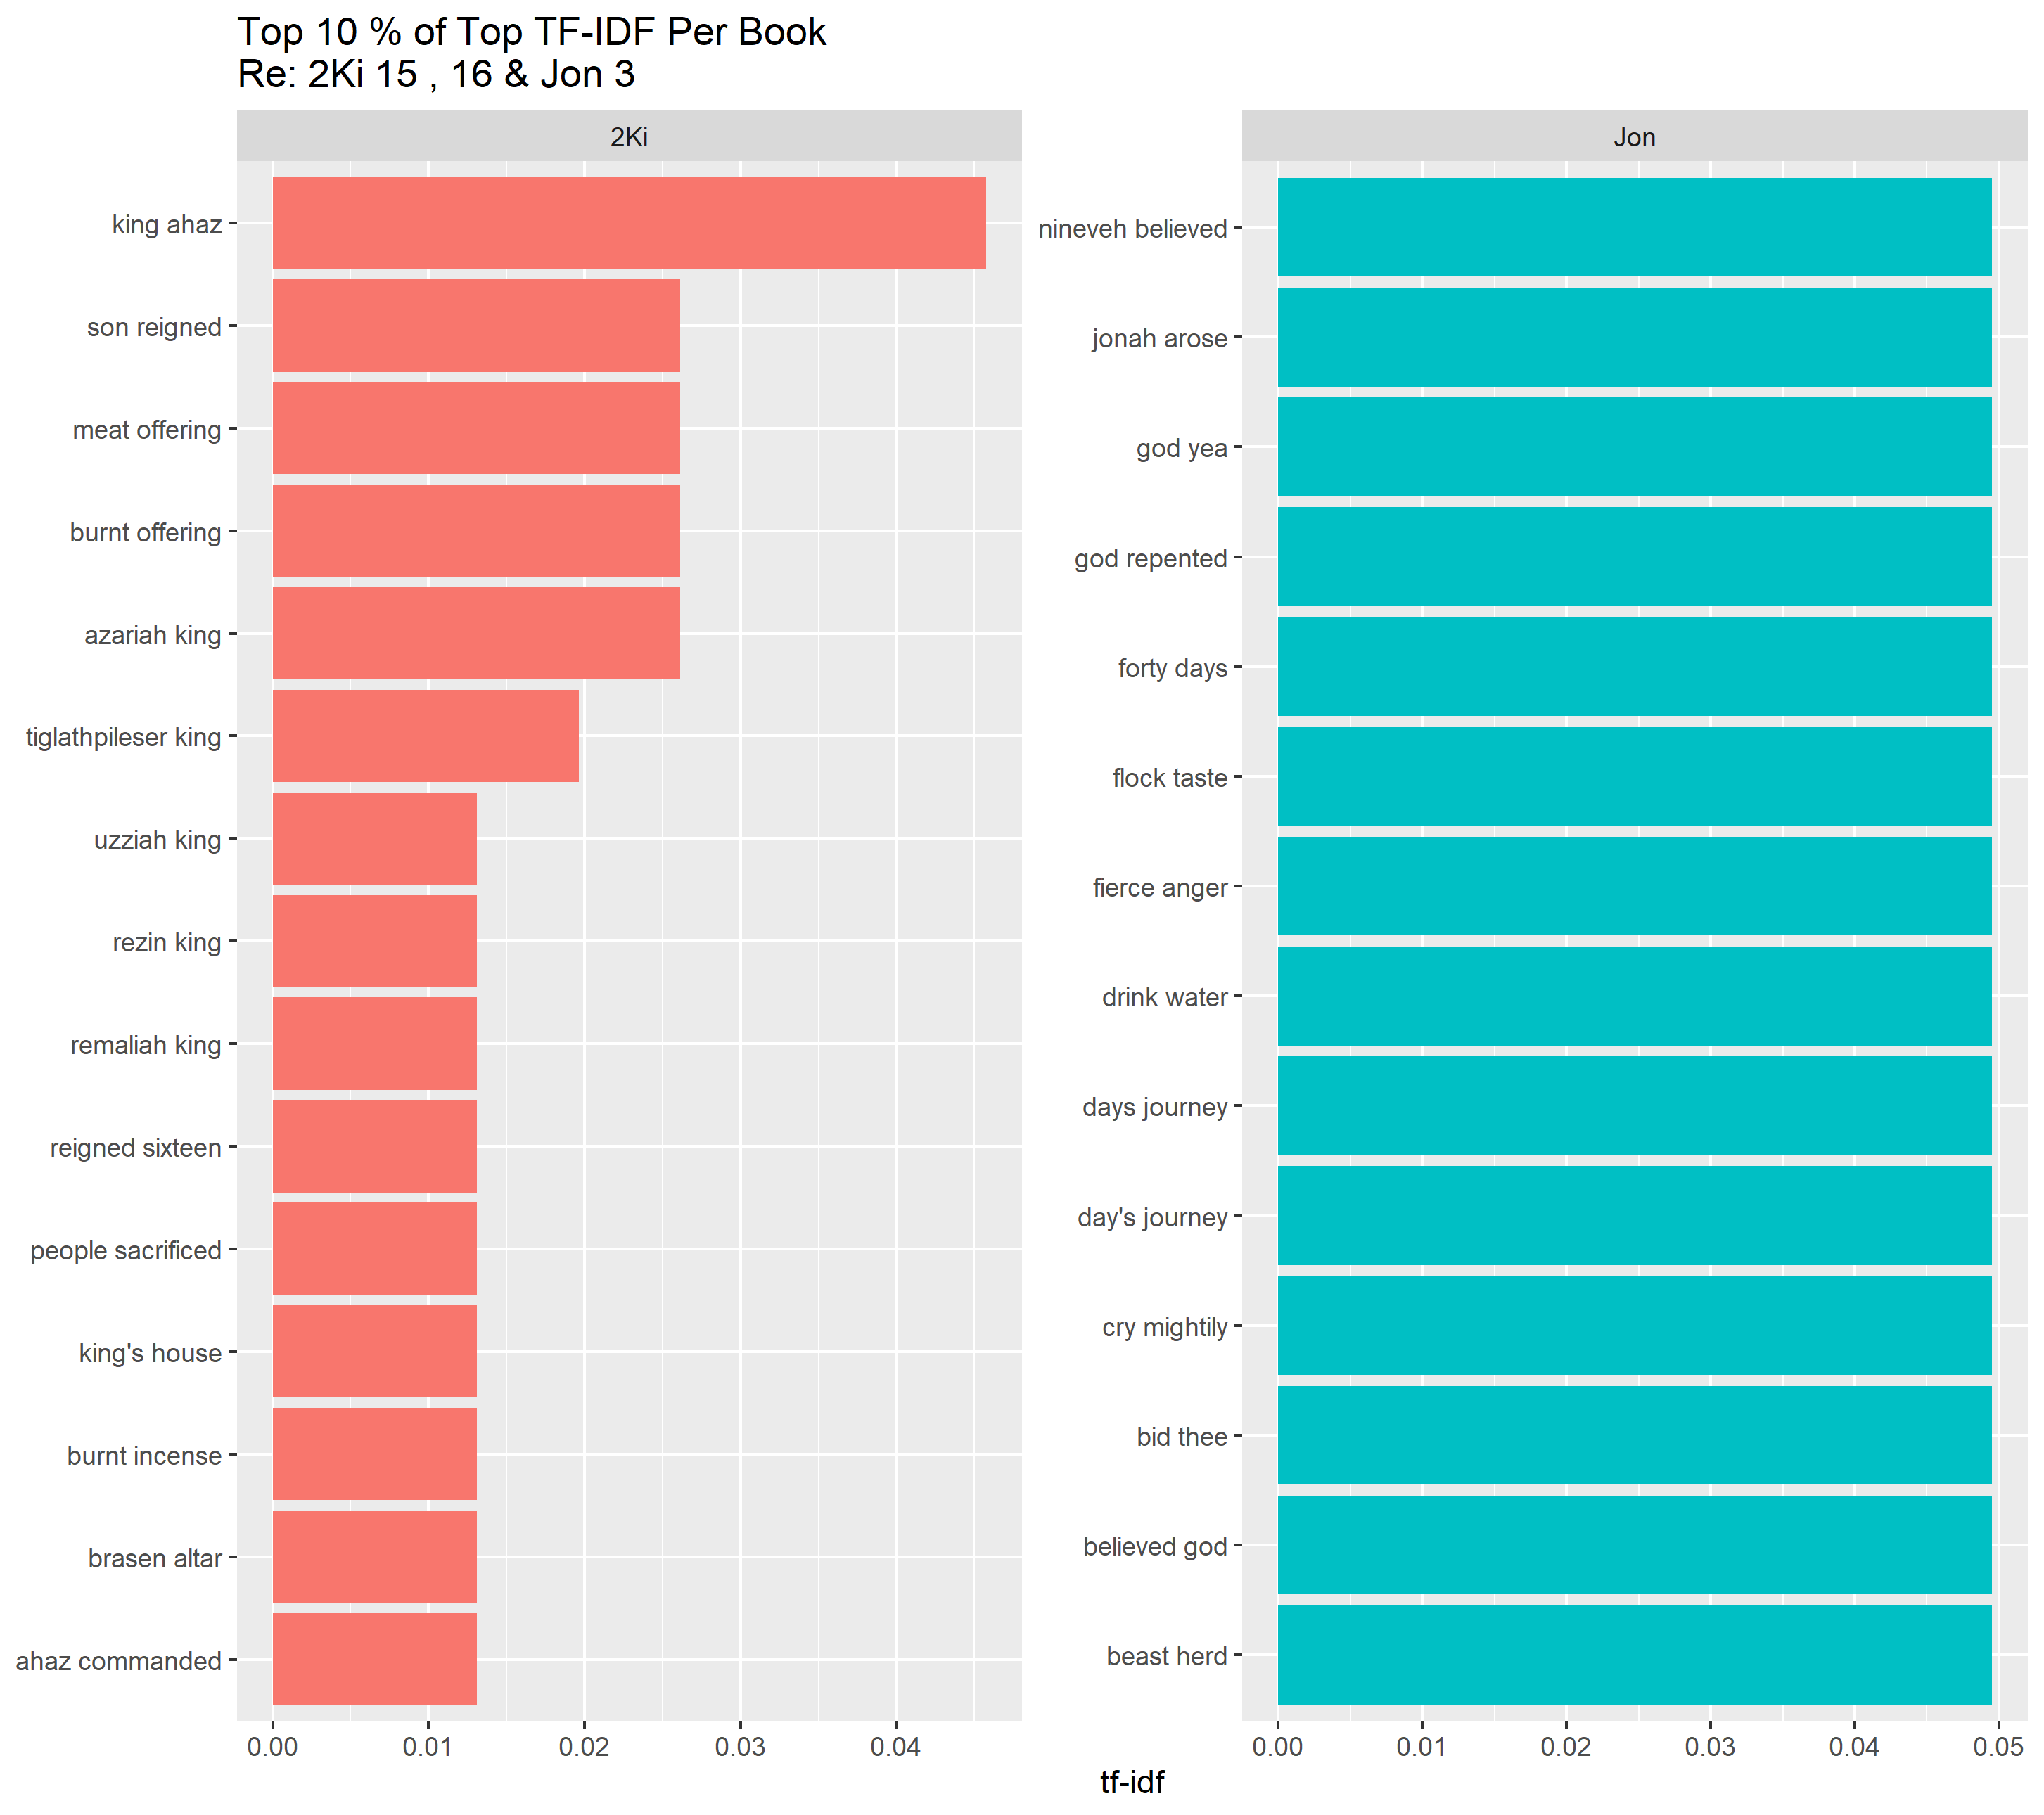 Top 10 % of Top TF-IDF Per Book
Re: 2Ki 15 , 16 & Jon 3
2Ki
king ahaz
son reigned
meat offering
burnt offering
azariah king
tiglathpileser king
uzziah king
rezin king
remaliah king
reigned sixteen
people sacrificed
king's house
burnt incense
brasen altar
ahaz commanded
0.00 0.01 0.02 0.03 0.04
Jon
nineveh believed
jonah arose
god yea
god repented
forty days
flock taste
fierce anger
drink water
days journey
day's journey
cry mightily
bid thee
believed god
beast herd
0.00 0.01 0.02 0.03 0.04 0.05
tf-idf